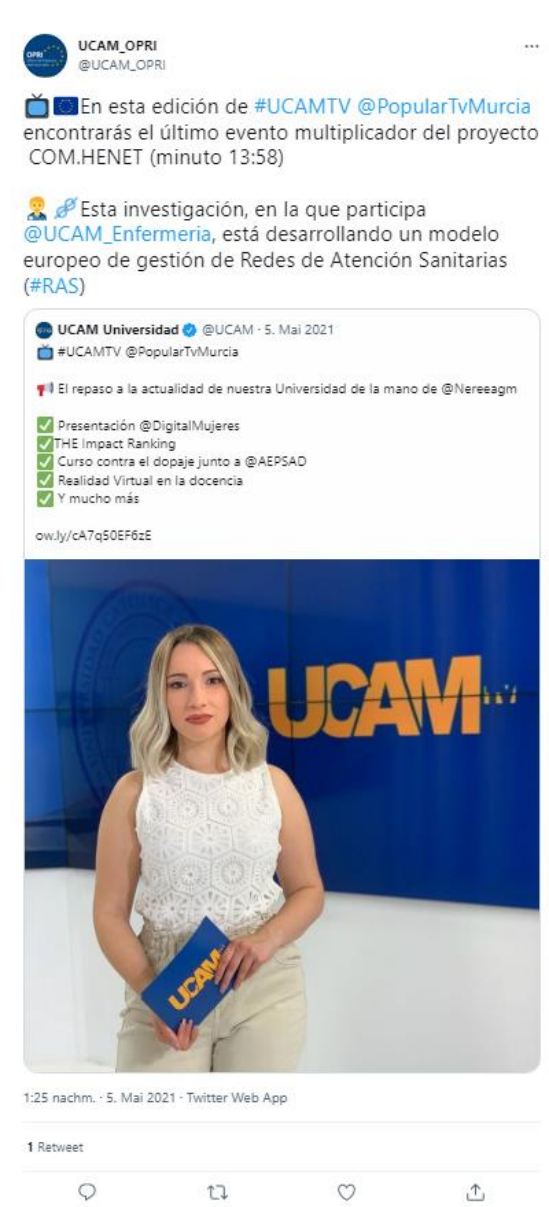 OPRI
UCAM_OPRI
@UCAM_OPRI
En esta edición de #UCAMTV @PopularTvMurcia
encontrarás el último evento multiplicador del proyecto
COM.HENET (minuto 13:58)
Esta investigación, en la que participa
@UCAM_Enfermeria, está desarrollando un modelo
europeo de gestión de Redes de Atención Sanitarias
(#RAS)
UCAM Universidad @UCAM · 5. Mai 2021
#UCAMTV @PopularTvMurcia
El repaso a la actualidad de nuestra Universidad de la mano de @Nereeagm
Presentación @DigitalMujeres
THE Impact Ranking
Curso contra el dopaje junto a @AEPSAD
Realidad Virtual en la docencia
Y mucho más
ow.ly/cA7q50EF6zE
UCAM
UCAM
1:25 nachm. · 5. Mai 2021 · Twitter Web App
1 Retweet